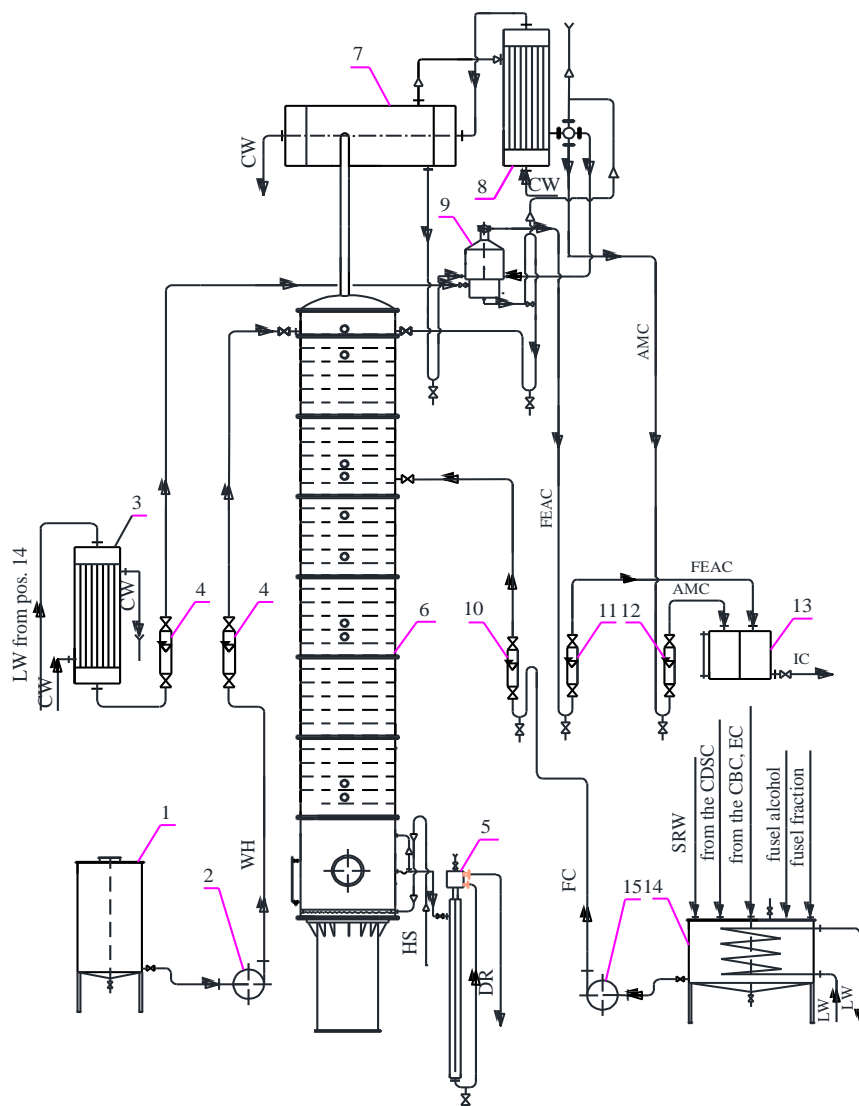 7
CW
8
CW
9
AMC
3
LW from pos. 14
CW
CW
4
4
6
FEAC
10
11
12
FEAC
AMC
13
IC
1
2
WH
5
HS
DR
FC
15
14
SRW
from the CDSC
from the CBC, EC
fusel alcohol
fusel fraction
LW
LW